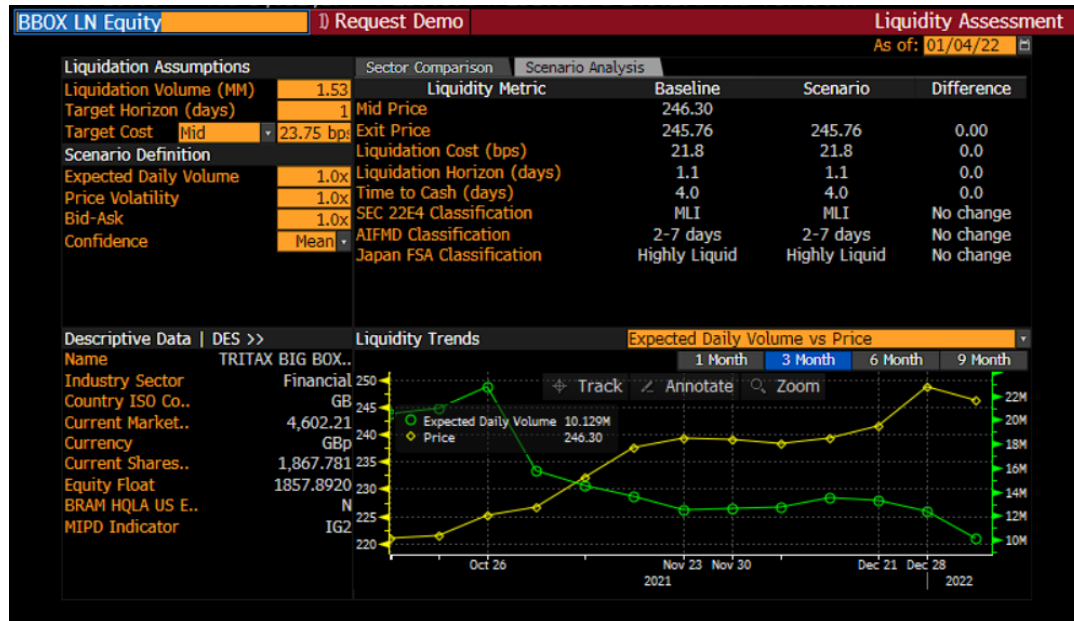 BBOX LN Equity 1) Request Demo Liquidity Assessment
As of: 01/04/22
Liquidation Assumptions
Liquidation Volume (MM) 1.53
Target Horizon (days) 1
Target Cost Mid 23.75 bps
Scenario Definition
Expected Daily Volume 1.0x
Price Volatility 1.0x
Bid-Ask 1.0x
Confidence Mean
Sector Comparison Scenario Analysis
Liquidity Metric Baseline Scenario Difference
Mid Price 246.30
Exit Price 245.76 245.76 0.00
Liquidation Cost (bps) 21.8 21.8 0.0
Liquidation Horizon (days) 1.1 1.1 0.0
Time to Cash (days) 4.0 4.0 0.0
SEC 22E4 Classification MLI MLI No change
AIFMD Classification 2-7 days 2-7 days No change
Japan FSA Classification Highly Liquid Highly Liquid No change
Descriptive Data | DES >>
Name TRITAX BIG BOX..
Industry Sector Financial
Country ISO Co.. GB
Current Market.. 4,602.21
Currency GBp
Current Shares.. 1,867.781
Equity Float 1857.8920
BRAM HQLA US E.. N
MIPD Indicator IG2
Liquidity Trends Expected Daily Volume vs Price
1 Month 3 Month 6 Month 9 Month
Track Annotate Zoom
Expected Daily Volume 10.129M
Price 246.30
250
245
240
235
230
225
220
22M
20M
18M
16M
14M
12M
10M
Oct 26 Nov 23 Nov 30 Dec 21 Dec 28
2021 2022